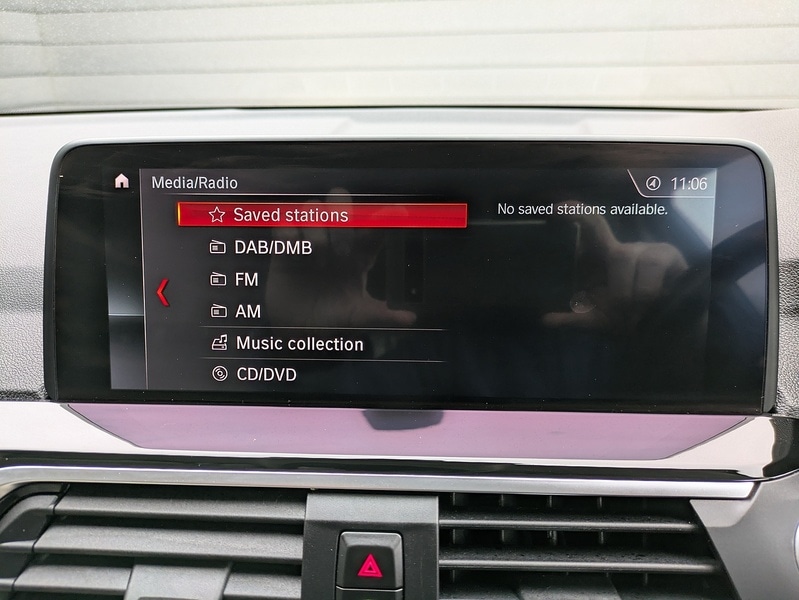 Media/Radio
11:06
Saved stations
No saved stations available.
DAB/DMB
FM
AM
Music collection
CD/DVD